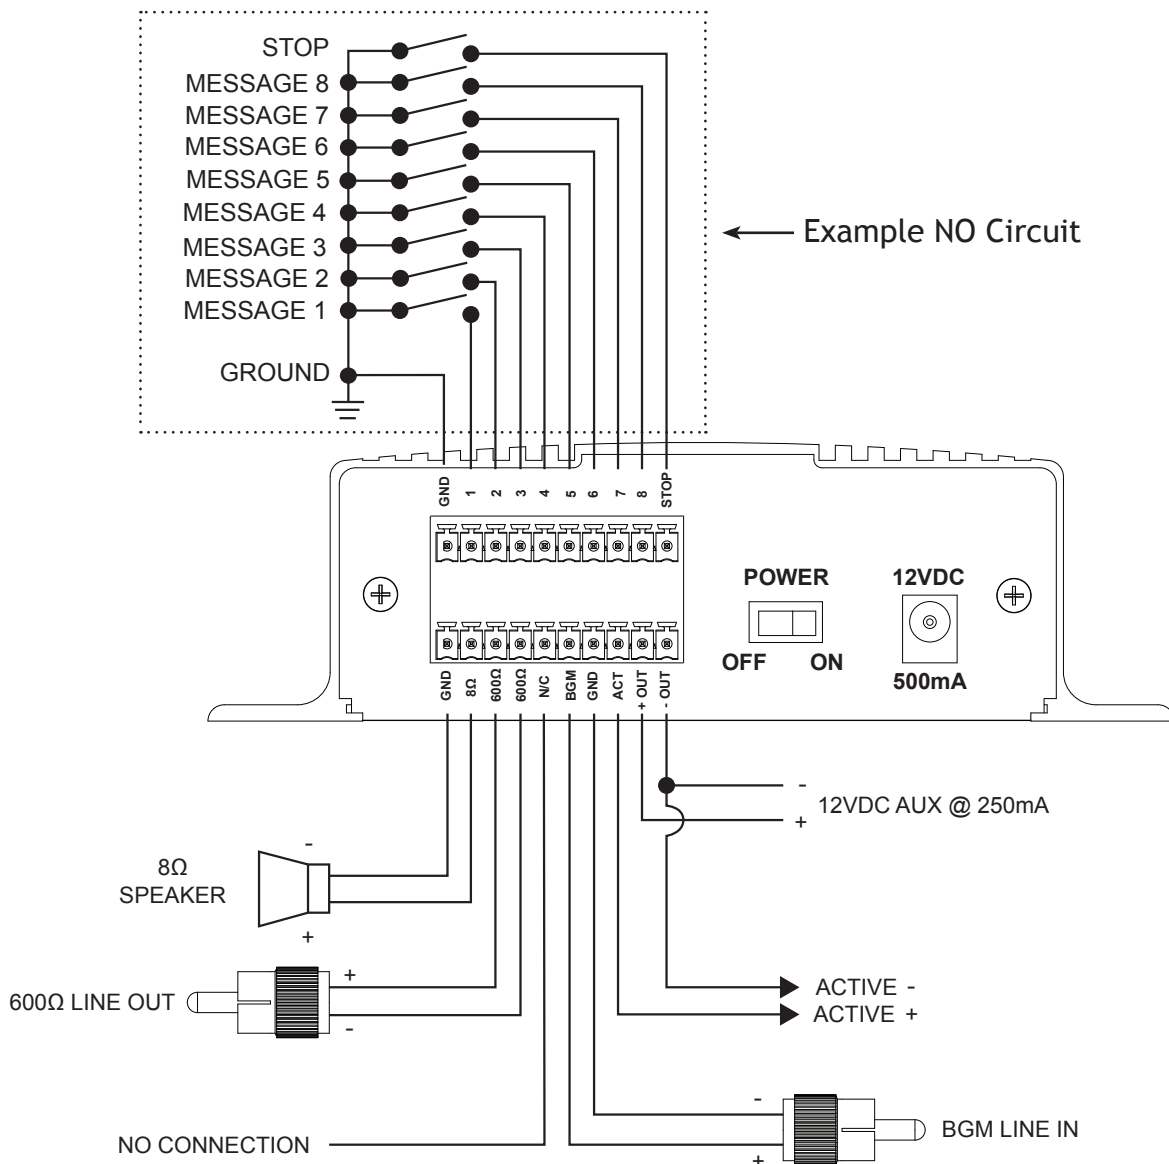 STOP
MESSAGE 8
MESSAGE 7
MESSAGE 6
MESSAGE 5
MESSAGE 4
MESSAGE 3
MESSAGE 2
MESSAGE 1
GROUND
Example NO Circuit
GND 1 2 3 4 5 6 7 8 STOP
POWER
OFF ON
12VDC
500mA
GND 8Ω 600Ω 600Ω N/C BGM GND ACT + OUT - OUT
-
12VDC AUX @ 250mA
+
-
8Ω
SPEAKER
+
+
600Ω LINE OUT
-
ACTIVE -
ACTIVE +
-
BGM LINE IN
+
NO CONNECTION